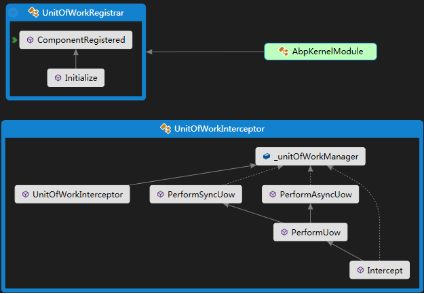 UnitOfWorkRegistrar
ComponentRegistered
AbpKernelModule
Initialize
UnitOfWorkInterceptor
_unitOfWorkManager
UnitOfWorkInterceptor
PerformSyncUow
PerformAsyncUow
PerformUow
Intercept